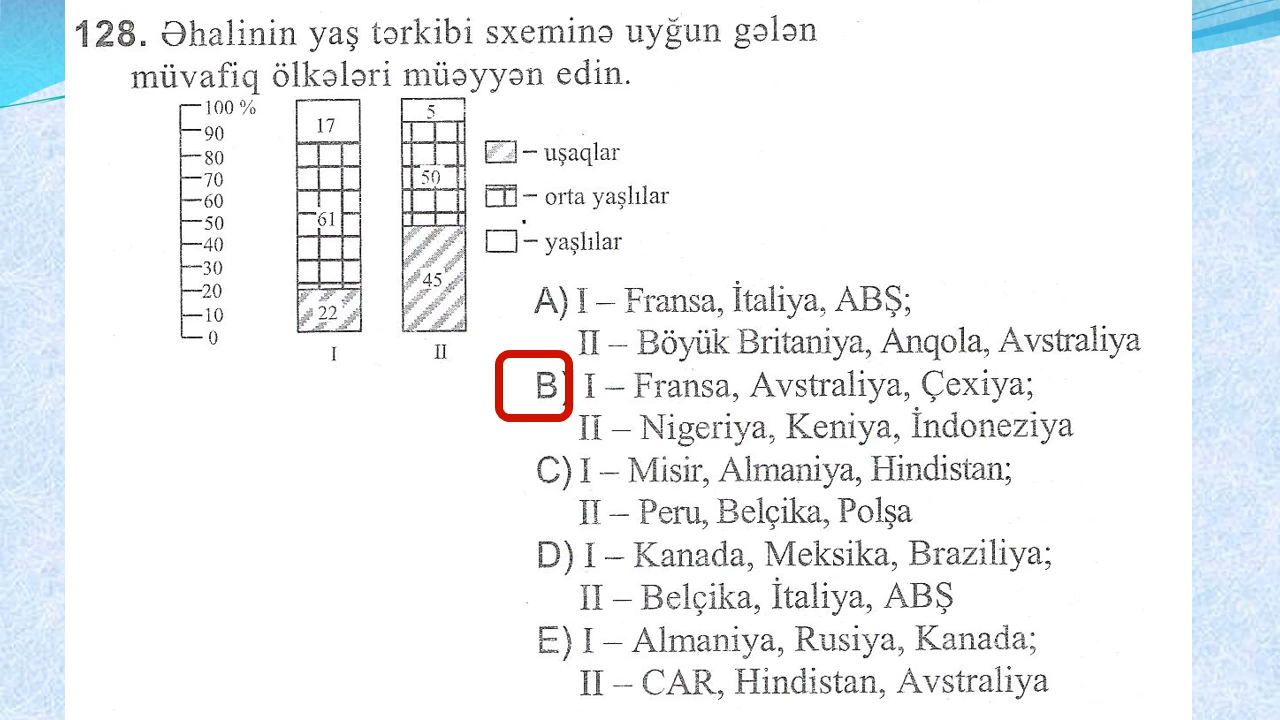 128. Əhalinin yaş tərkibi sxeminə uyğun gələn
müvafiq ölkələri müəyyən edin.
100 %
90
80
70
60
50
40
30
20
10
0
17
61
22
I
5
50
45
II
– uşaqlar
– orta yaşlılar
– yaşlılar
A) I – Fransa, İtaliya, ABŞ;
II – Böyük Britaniya, Anqola, Avstraliya
B) I – Fransa, Avstraliya, Çexiya;
II – Nigeriya, Keniya, İndoneziya
C) I – Misir, Almaniya, Hindistan;
II – Peru, Belçika, Polşa
D) I – Kanada, Meksika, Braziliya;
II – Belçika, İtaliya, ABŞ
E) I – Almaniya, Rusiya, Kanada;
II – CAR, Hindistan, Avstraliya